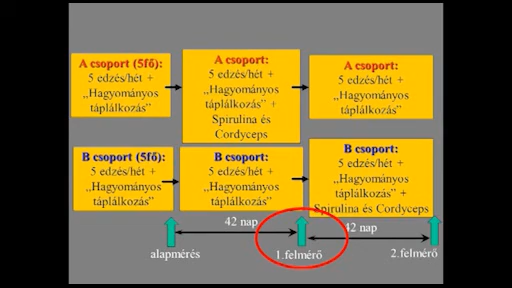 A csoport (5fő):
5 edzés/hét +
„Hagyományos
táplálkozás”
A csoport:
5 edzés/hét +
„Hagyományos
táplálkozás” +
Spirulina és
Cordyceps
A csoport:
5 edzés/hét +
„Hagyományos
táplálkozás”
B csoport (5fő):
5 edzés/hét +
„Hagyományos
táplálkozás”
B csoport:
5 edzés/hét +
„Hagyományos
táplálkozás”
B csoport:
5 edzés/hét +
„Hagyományos
táplálkozás” +
Spirulina és Cordyceps
42 nap
42 nap
alapmérés
1.felmérő
2.felmérő